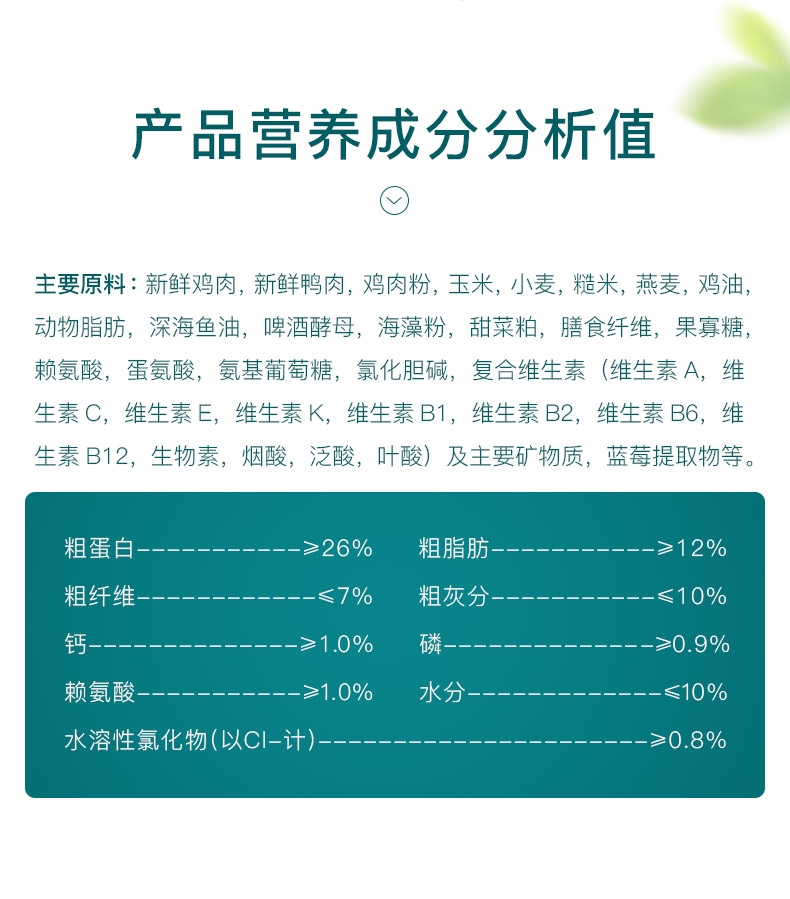 产品营养成分分析值
主要原料：新鲜鸡肉，新鲜鸭肉，鸡肉粉，玉米，小麦，糙米，燕麦，鸡油，
动物脂肪，深海鱼油，啤酒酵母，海藻粉，甜菜粕，膳食纤维，果寡糖，
赖氨酸，蛋氨酸，氨基葡萄糖，氯化胆碱，复合维生素（维生素 A，维
生素 C，维生素 E，维生素 K，维生素 B1，维生素 B2，维生素 B6，维
生素 B12，生物素，烟酸，泛酸，叶酸）及主要矿物质，蓝莓提取物等。
粗蛋白-----------≥26% 粗脂肪-----------≥12%
粗纤维------------≤7% 粗灰分-----------≤10%
钙--------------≥1.0% 磷--------------≥0.9%
赖氨酸-----------≥1.0% 水分-------------≤10%
水溶性氯化物(以CI-计)----------------------≥0.8%